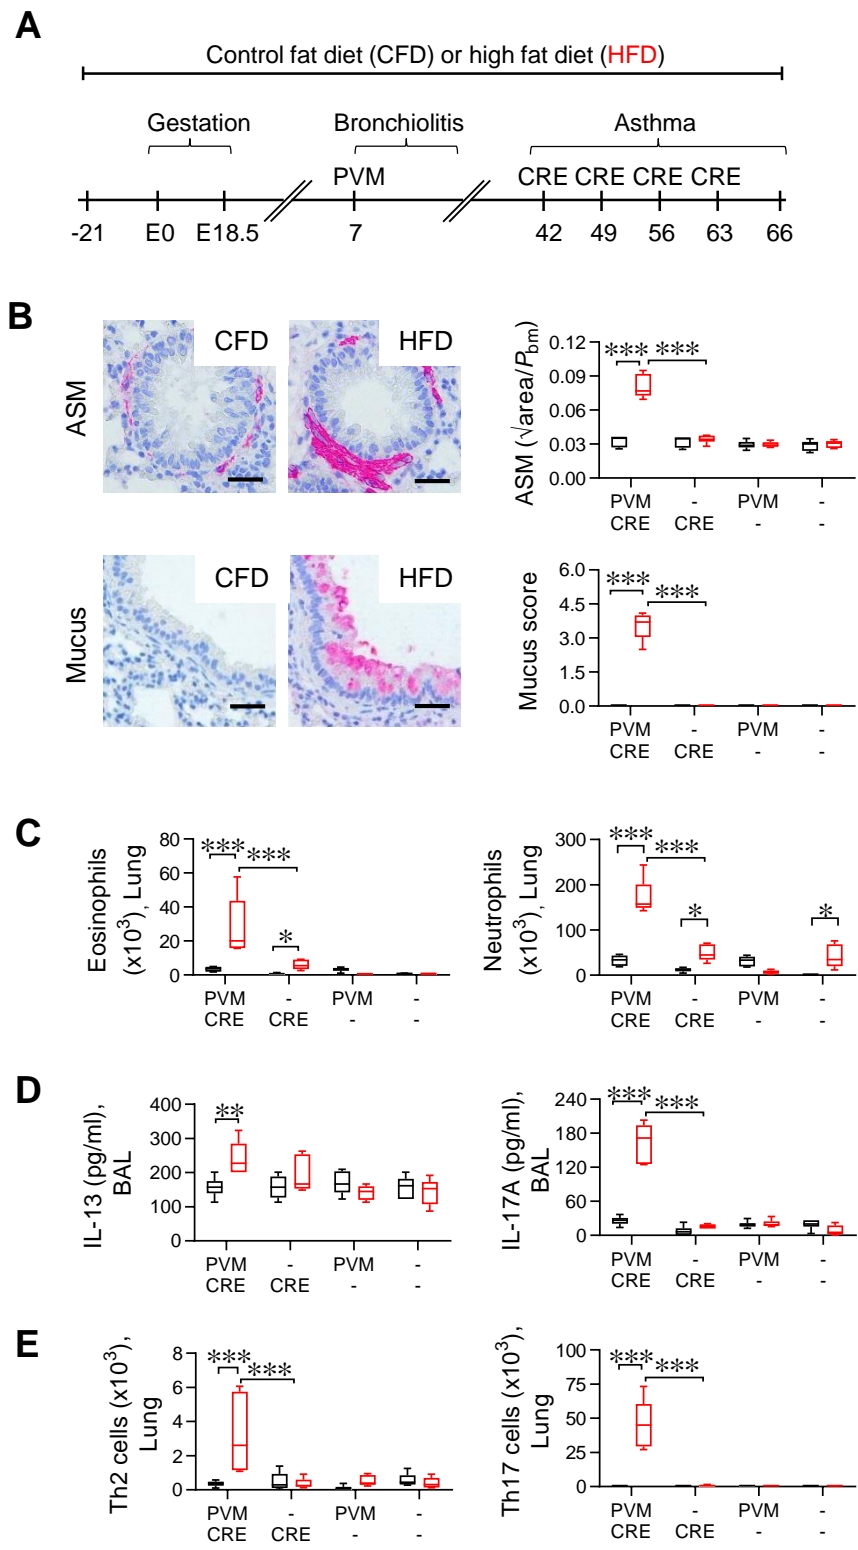 A
Control fat diet (CFD) or high fat diet (HFD)
Gestation Bronchiolitis Asthma
PVM CRE CRE CRE CRE
-21 E0 E18.5 7 42 49 56 63 66
B
ASM
CFD HFD
ASM (√area/Pbm)
0.12
0.09
0.06
0.03
0.00
*** ***
PVM - PVM -
CRE CRE - -
Mucus
CFD HFD
Mucus score
6.0
4.5
3.0
1.5
0.0
*** ***
PVM - PVM -
CRE CRE - -
C
Eosinophils
(x10³), Lung
80
60
40
20
0
*** ***
*
PVM - PVM -
CRE CRE - -
Neutrophils
(x10³), Lung
300
200
100
0
*** ***
* *
PVM - PVM -
CRE CRE - -
D
IL-13 (pg/ml),
BAL
400
300
200
100
0
**
PVM - PVM -
CRE CRE - -
IL-17A (pg/ml),
BAL
240
180
120
60
0
*** ***
PVM - PVM -
CRE CRE - -
E
Th2 cells (x10³),
Lung
8
6
4
2
0
*** ***
PVM - PVM -
CRE CRE - -
Th17 cells (x10³),
Lung
100
75
50
25
0
*** ***
PVM - PVM -
CRE CRE - -